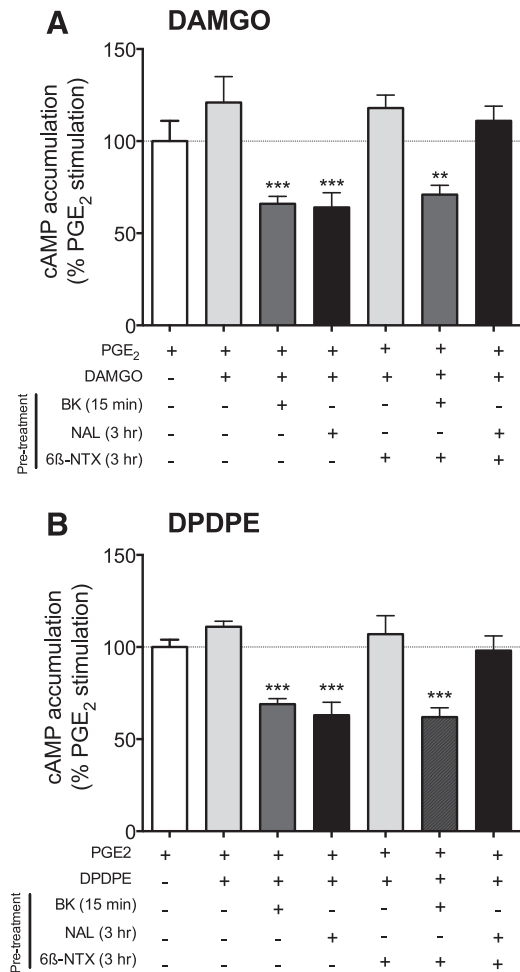 A DAMGO
150
100
50
0
cAMP accumulation
(% PGE2 stimulation)
*** *** **
PGE2 + + + + + + +
DAMGO - + + + + + +
Pre-treatment
BK (15 min) - - + - - + -
NAL (3 hr) - - - + - - +
6ß-NTX (3 hr) - - - - + + +
B DPDPE
150
100
50
0
cAMP accumulation
(% PGE2 stimulation)
*** *** ***
PGE2 + + + + + + +
DPDPE - + + + + + +
Pre-treatment
BK (15 min) - - + - - + -
NAL (3 hr) - - - + - - +
6ß-NTX (3 hr) - - - - + + +